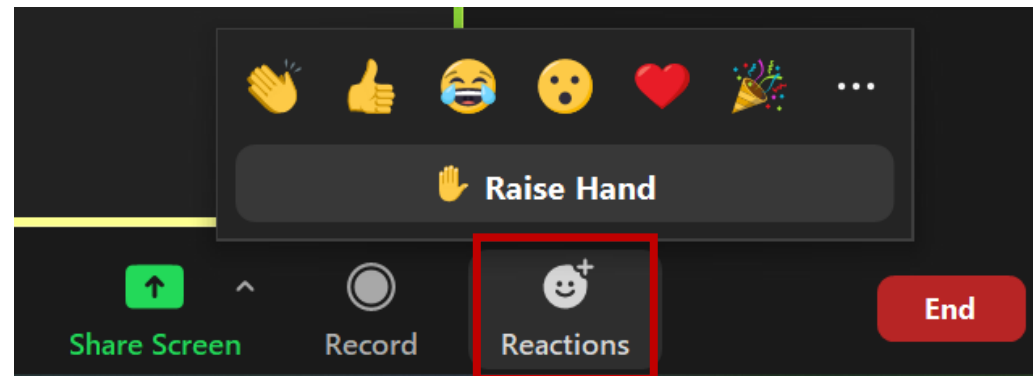 Raise Hand
Share Screen
Record
Reactions
End